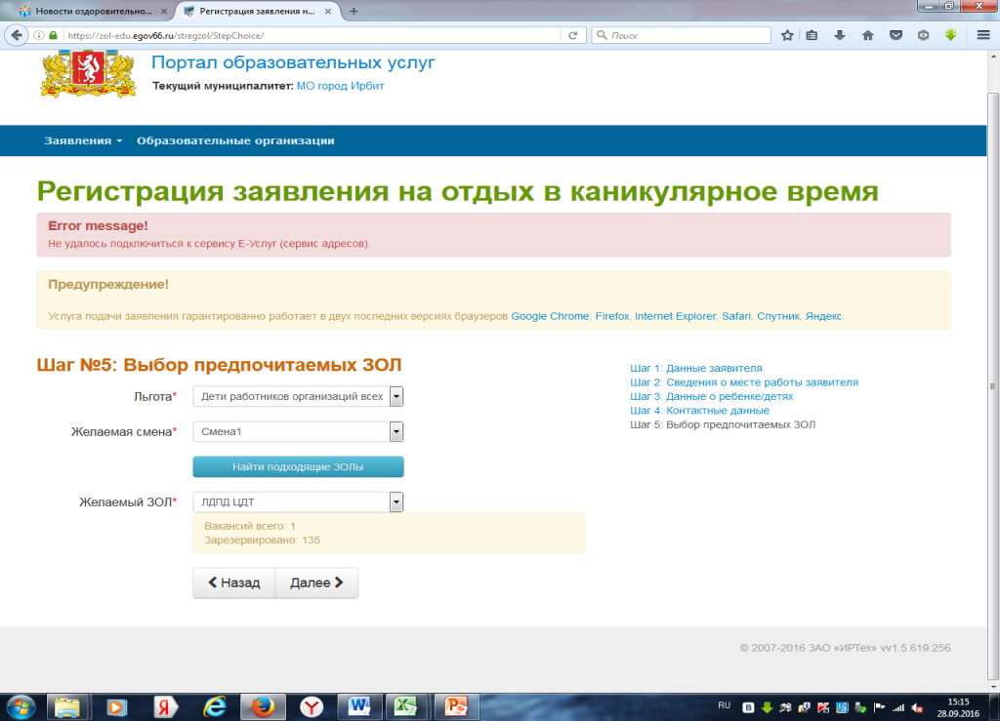 Новости оздоровительно...
Регистрация заявления н...
https://zol-edu.egov66.ru/stregzol/StepChoice/
Поиск
Портал образовательных услуг
Текущий муниципалитет: МО город Ирбит
Заявления
Образовательные организации
Регистрация заявления на отдых в каникулярное время
Error message!
Не удалось подключиться к сервису Е-Услуг (сервис адресов).
Предупреждение!
Услуга подачи заявления гарантированно работает в двух последних версиях браузеров Google Chrome, Firefox, Internet Explorer, Safari, Спутник, Яндекс.
Шаг №5: Выбор предпочитаемых ЗОЛ
Льгота*
Дети работников организаций всех
Желаемая смена*
Смена1
Найти подходящие ЗОЛы
Желаемый ЗОЛ*
ЛДПД ЦДТ
Вакансий всего: 1
Зарезервировано: 135
Назад
Далее
Шаг 1: Данные заявителя
Шаг 2: Сведения о месте работы заявителя
Шаг 3: Данные о ребенке/детях
Шаг 4: Контактные данные
Шаг 5: Выбор предпочитаемых ЗОЛ
© 2007-2016 ЗАО «ИРТех» vv1.5.619.256
RU
15:15
28.09.2016